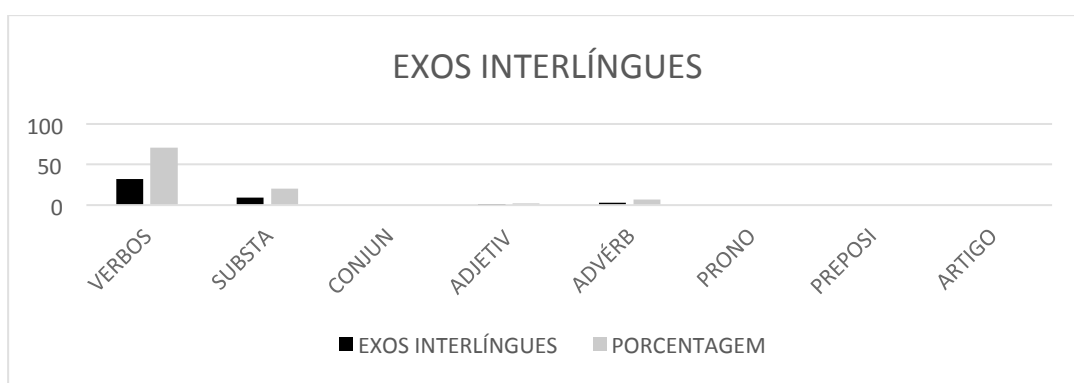 EXOS INTERLÍNGUES
100
50
0
VERBOS
SUBSTA
CONJUN
ADJETIV
ADVÉRB
PRONO
PREPOSI
ARTIGO
EXOS INTERLÍNGUES PORCENTAGEM